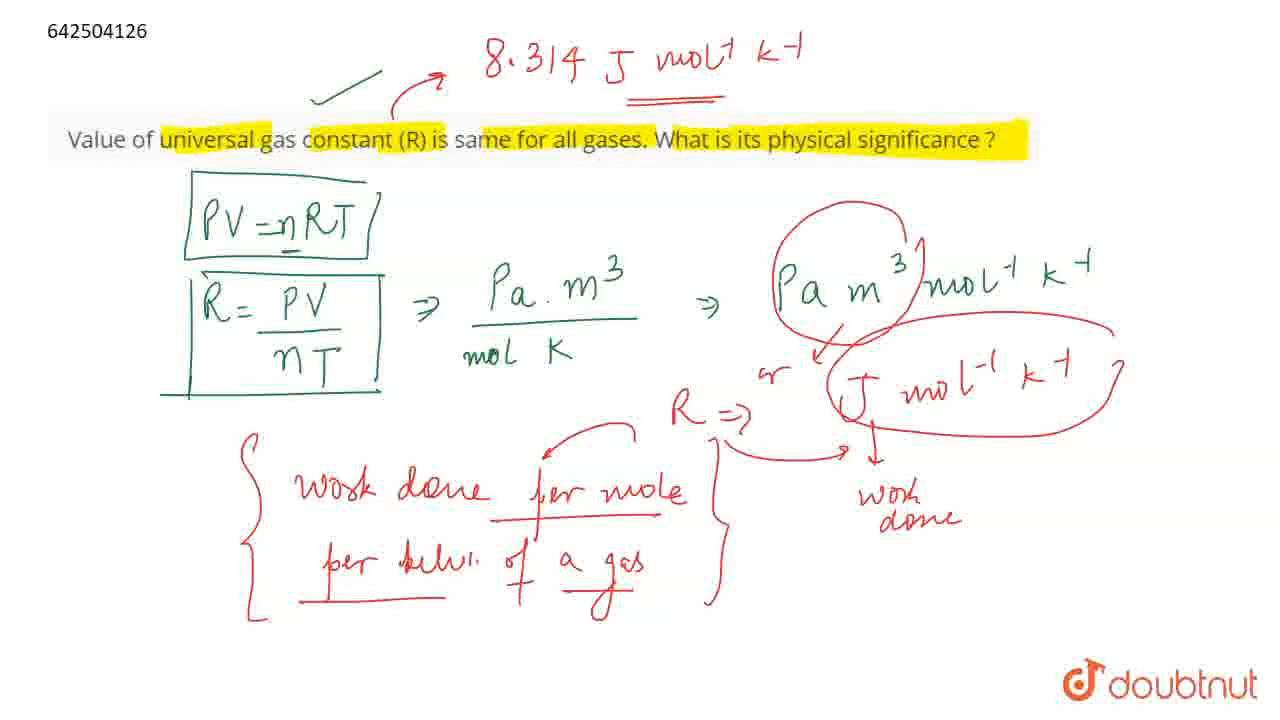 642504126
8.314 J mol⁻¹ k⁻¹
Value of universal gas constant (R) is same for all gases. What is its physical significance ?
PV = nRT
R = PV / nT ⇒ Pa . m³ / mol K ⇒ Pa m³ mol⁻¹ k⁻¹
or J mol⁻¹ k⁻¹
R ⇒
work done
work done per mole
per kelvi. of a gas
doubtnut